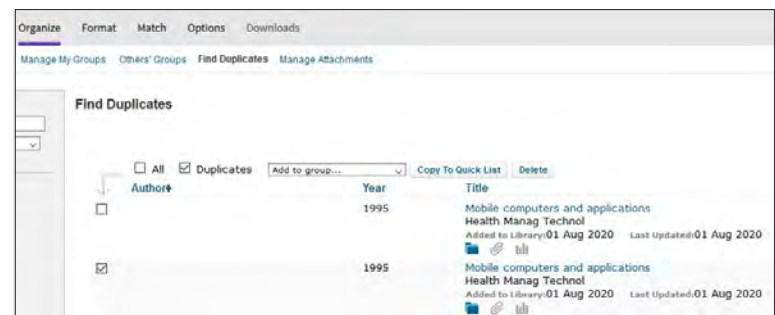 Organize Format Match Options Downloads
Manage My Groups Others' Groups Find Duplicates Manage Attachments
Find Duplicates
All Duplicates Add to group... Copy To Quick List Delete
Author Year Title
1995 Mobile computers and applications
Health Manag Technol
Added to Library:01 Aug 2020 Last Updated:01 Aug 2020
1995 Mobile computers and applications
Health Manag Technol
Added to Library:01 Aug 2020 Last Updated:01 Aug 2020